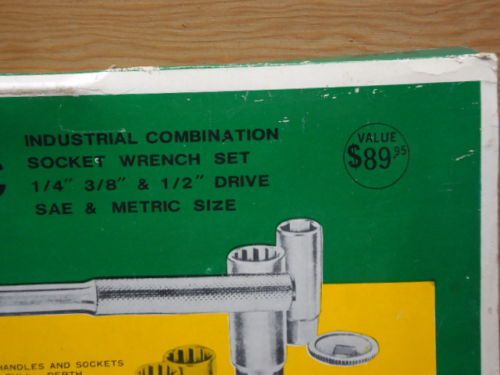 INDUSTRIAL COMBINATION
SOCKET WRENCH SET
1/4" 3/8" & 1/2" DRIVE
SAE & METRIC SIZE
VALUE
$89.95
HANDLES AND SOCKETS
DEPTH